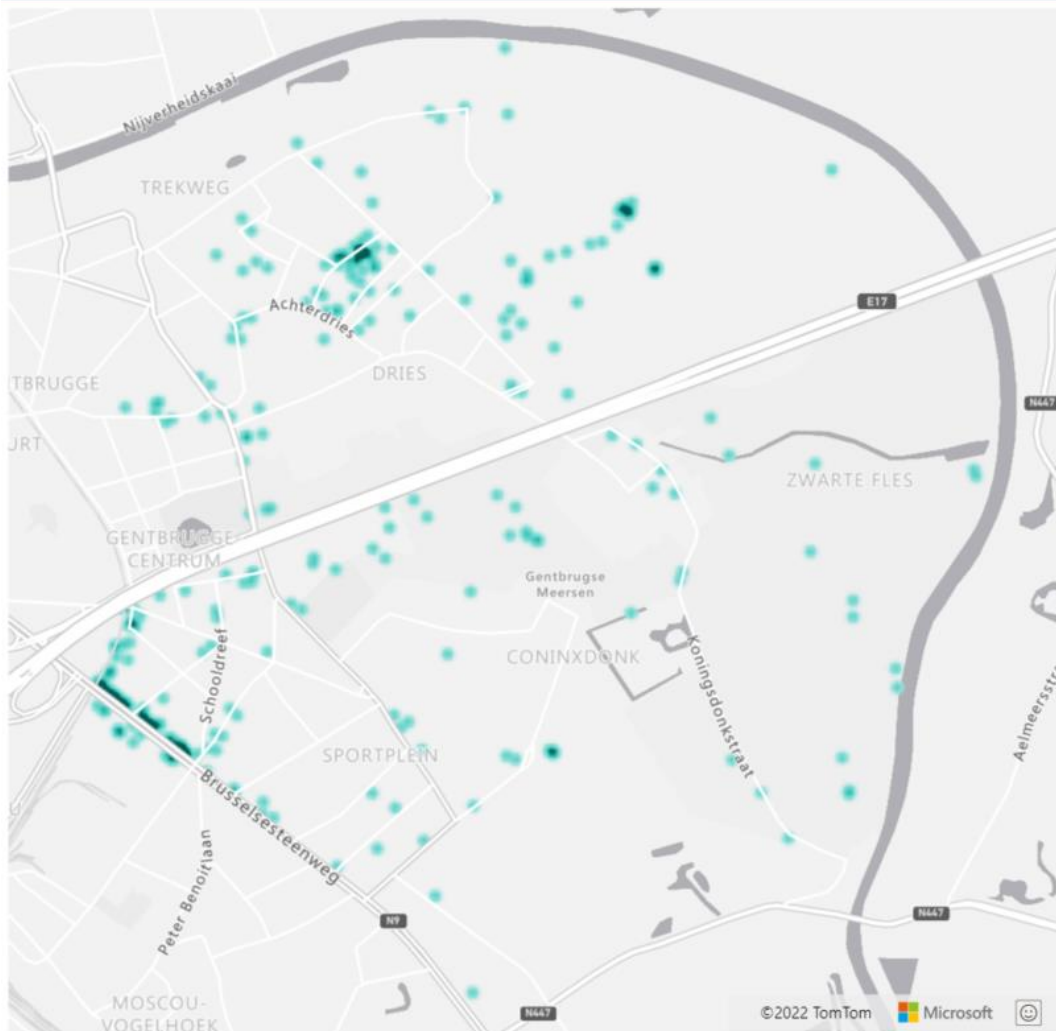 Nijverheidskaai
TREKWEG
E17
Achterdries
DRIES
TBRUGGE
N447
URT
ZWARTE FLES
GENTBRUGGE-
CENTRUM
Gentbrugse
Meersen
CONINXDONK
Schooldreef
Koningsdonkstraat
Aelmeersstra
SPORTPLEIN
Brusselsesteenweg
Peter Benoitlaan
N9
N447
MOSCOU-
VOGELHOEK
N447
©2022 TomTom
Microsoft